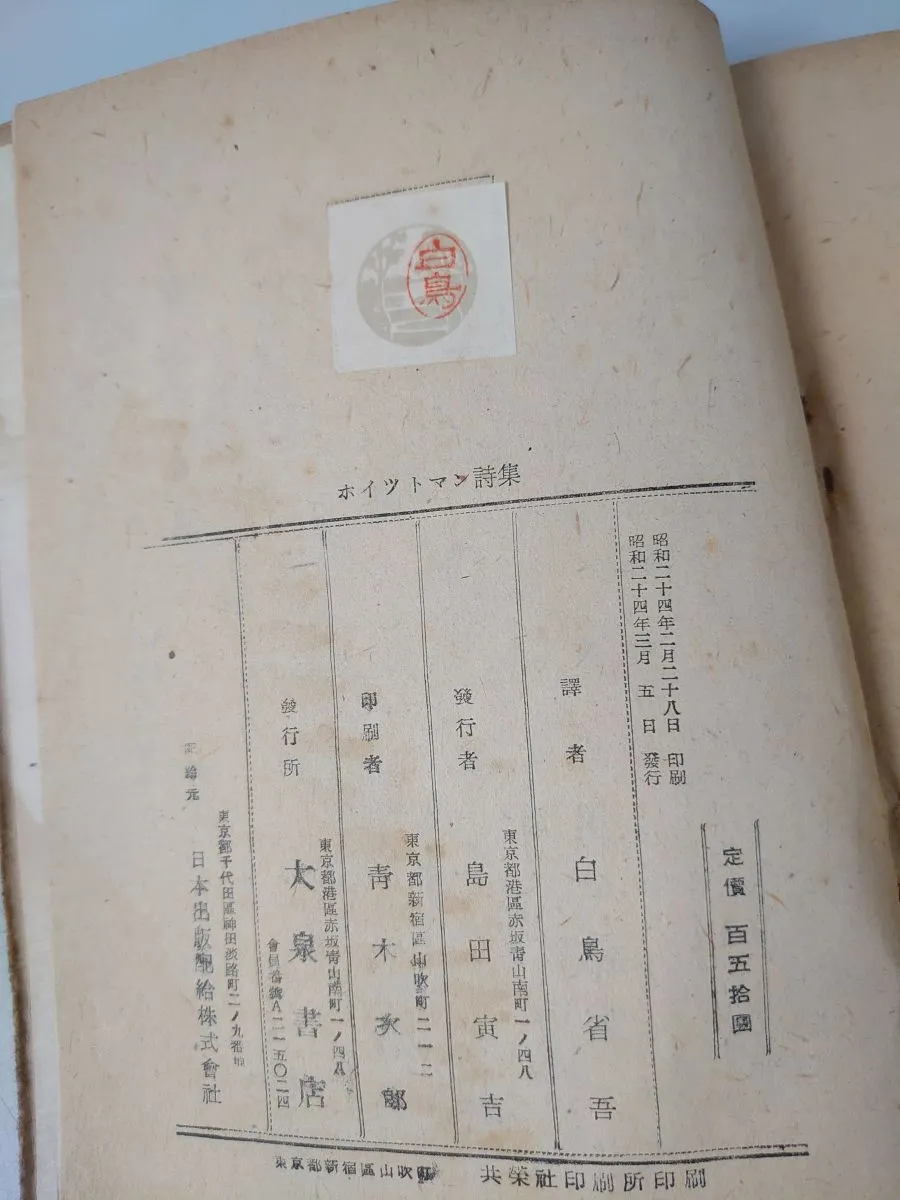 白鳥
ホイツトマン詩集
定價 百五拾圓
昭和二十四年二月二十八日 印刷
昭和二十四年三月 五 日 發行
譯者 白鳥省吾
東京都港區赤坂靑山南町一ノ四八
發行者 島田寅吉
東京都新宿區山吹町二一二
印刷者 靑木次郎
東京都港區赤坂靑山南町一ノ四八
發行所 大泉書店
會員番號A二一五〇二四
東京都千代田區神田淡路町二ノ九番地
配給元 日本出版配給株式會社
東京都新宿區山吹町 共榮社印刷所印刷